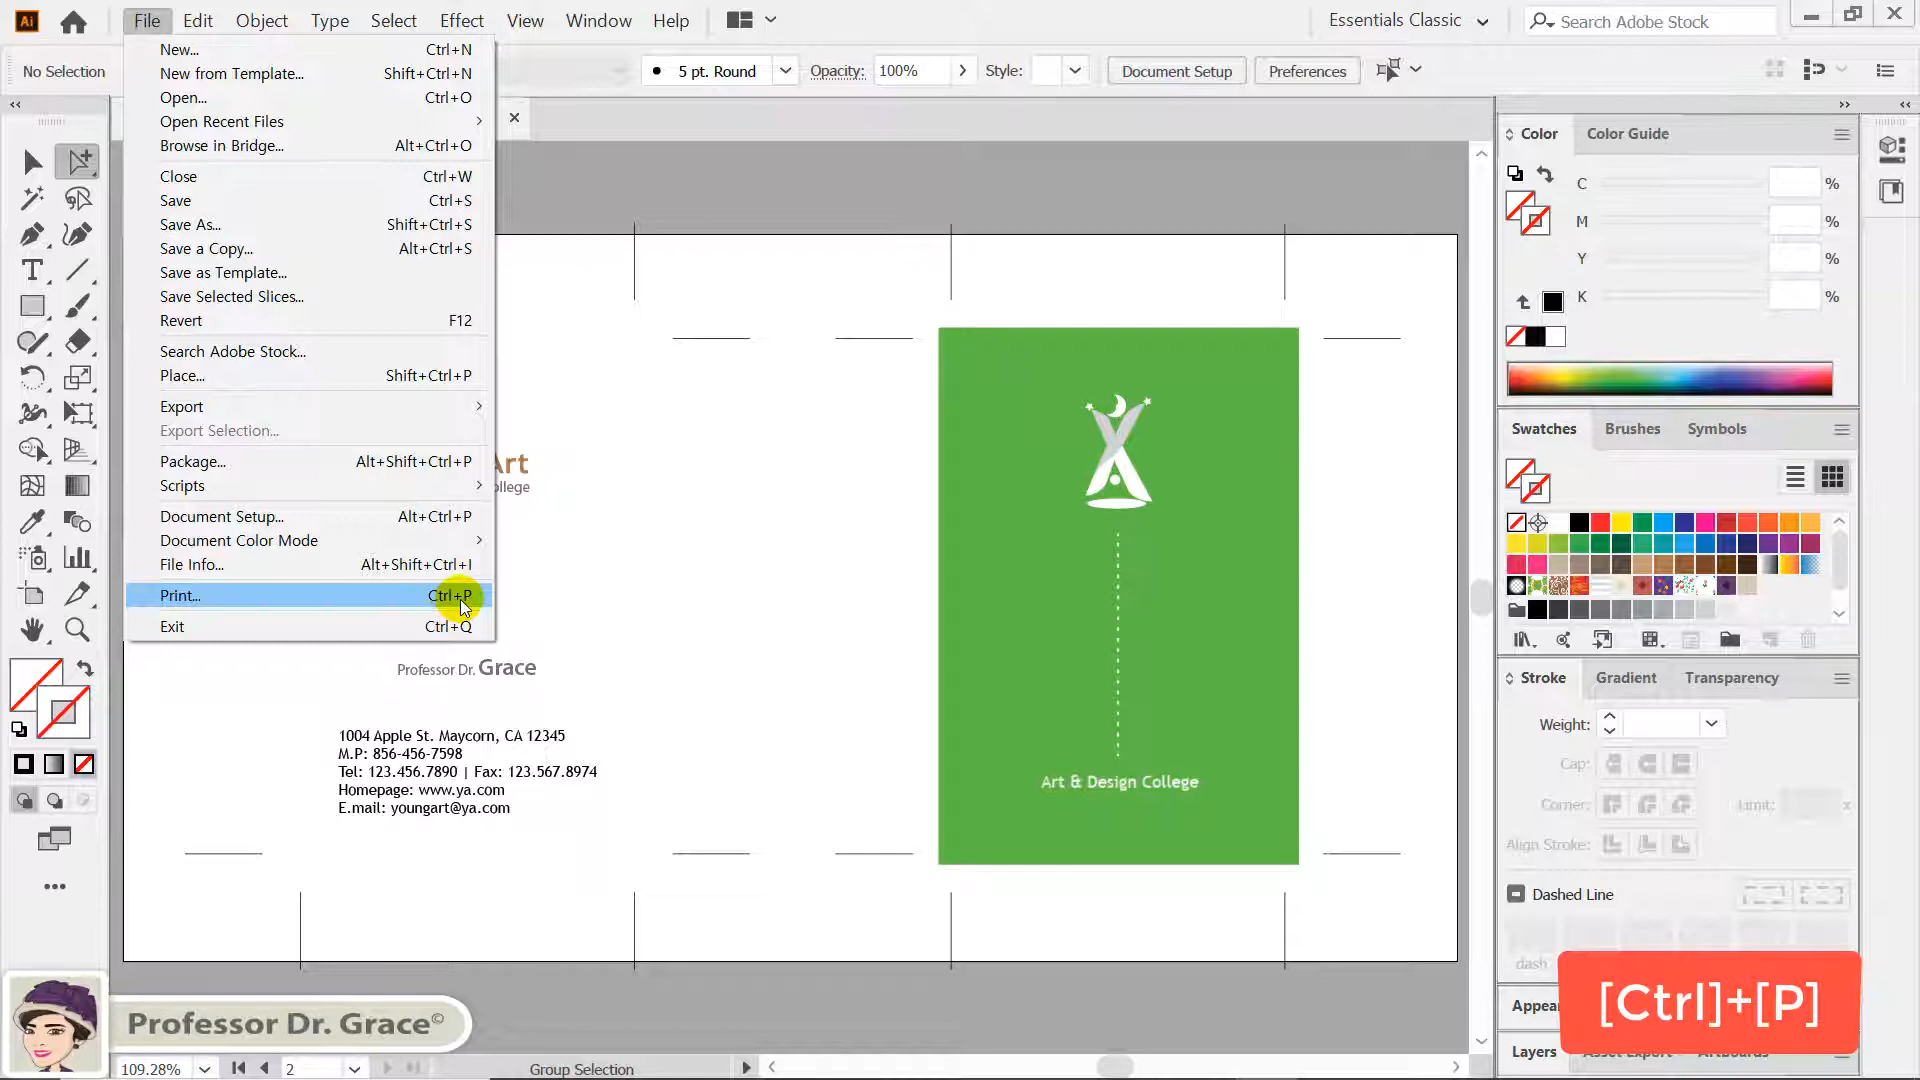 Ai
File Edit Object Type Select Effect View Window Help
Essentials Classic
Search Adobe Stock
No Selection
5 pt. Round
Opacity: 100%
Style:
Document Setup
Preferences
New... Ctrl+N
New from Template... Shift+Ctrl+N
Open... Ctrl+O
Open Recent Files
Browse in Bridge... Alt+Ctrl+O
Close Ctrl+W
Save Ctrl+S
Save As... Shift+Ctrl+S
Save a Copy... Alt+Ctrl+S
Save as Template...
Save Selected Slices...
Revert F12
Search Adobe Stock...
Place... Shift+Ctrl+P
Export
Export Selection...
Package... Alt+Shift+Ctrl+P
Scripts
Document Setup... Alt+Ctrl+P
Document Color Mode
File Info... Alt+Shift+Ctrl+I
Print... Ctrl+P
Exit Ctrl+Q
Art
ollege
Professor Dr. Grace
1004 Apple St. Maycorn, CA 12345
M.P: 856-456-7598
Tel: 123.456.7890 | Fax: 123.567.8974
Homepage: www.ya.com
E.mail: youngart@ya.com
Art & Design College
Color Color Guide
C %
M %
Y %
K %
Swatches Brushes Symbols
Stroke Gradient Transparency
Weight:
Cap:
Corner: Limit: x
Align Stroke:
Dashed Line
dash
Appea
[Ctrl]+[P]
Layers Asset Export Artboards
Professor Dr. Grace©
109.28% 2 Group Selection